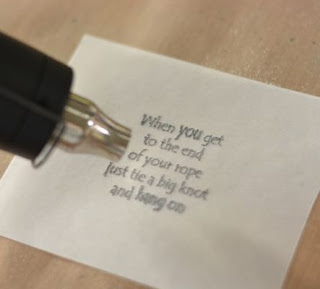 When you get
to the end
of your rope
just tie a big knot
and hang on